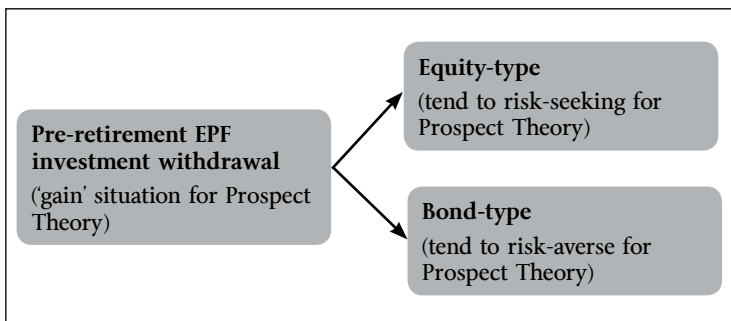 Pre-retirement EPF
investment withdrawal
(‘gain’ situation for Prospect
Theory)
Equity-type
(tend to risk-seeking for
Prospect Theory)
Bond-type
(tend to risk-averse for
Prospect Theory)